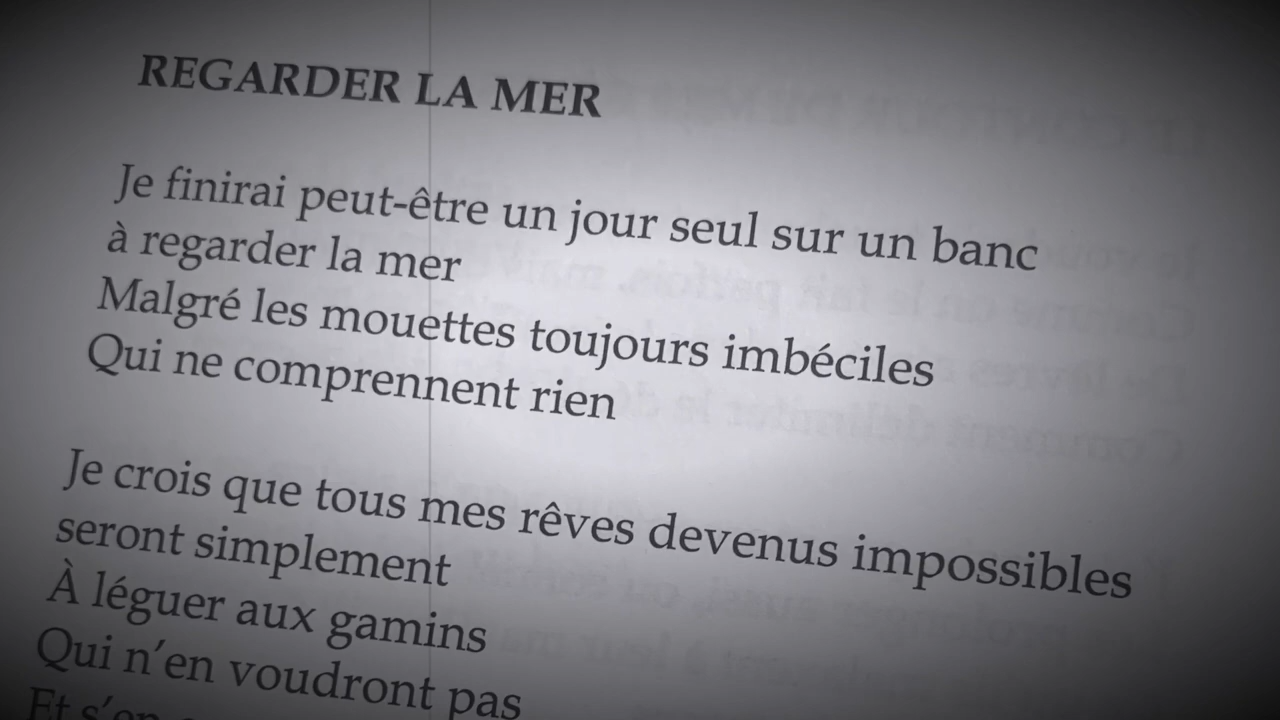 REGARDER LA MER
Je finirai peut-être un jour seul sur un banc
à regarder la mer
Malgré les mouettes toujours imbéciles
Qui ne comprennent rien
Je crois que tous mes rêves devenus impossibles
seront simplement
À léguer aux gamins
Qui n'en voudront pas
Et